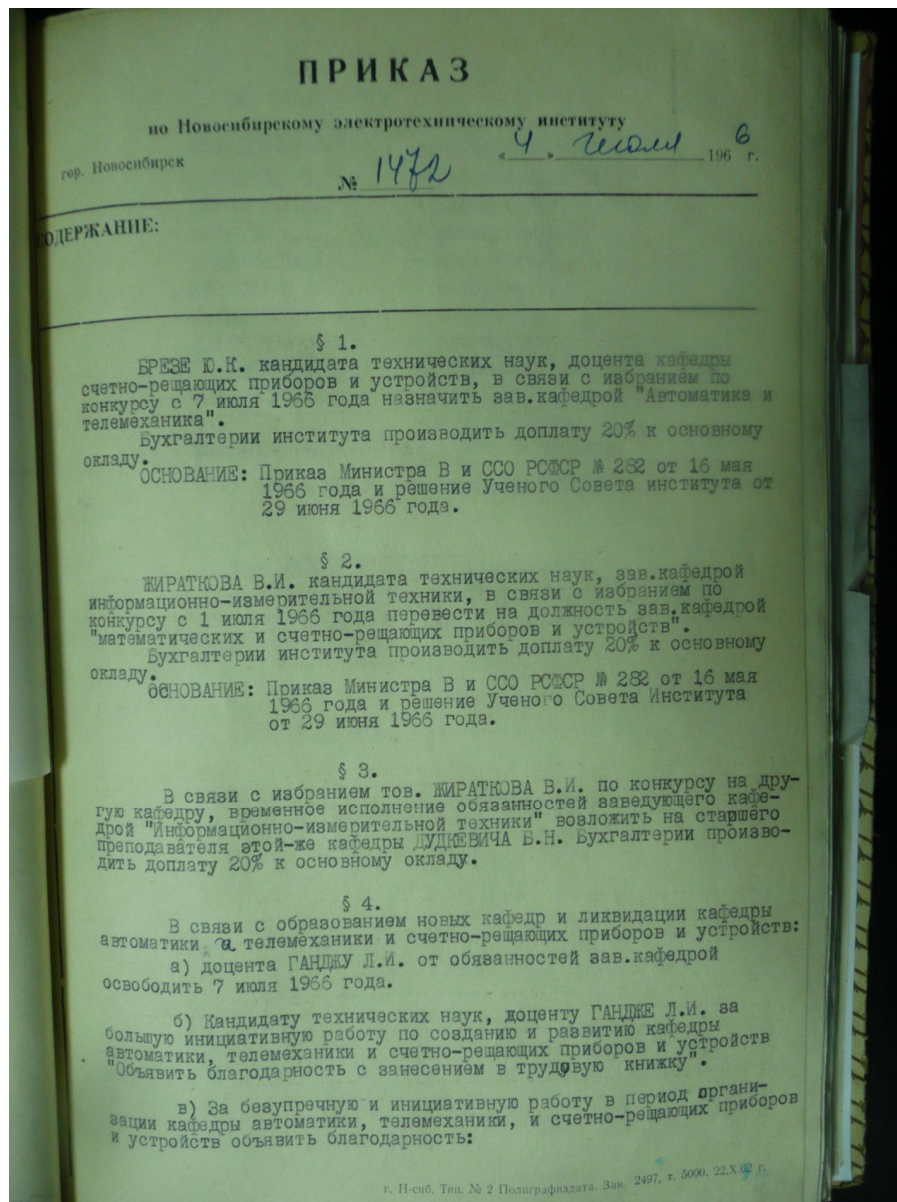 ПРИКАЗ
по Новосибирскому электротехническому институту
гор. Новосибирск
№ 1472 «4» июля 1966 г.
СОДЕРЖАНИЕ:
§ 1.
БРЕЗЕ Ю.К. кандидата технических наук, доцента кафедры
счетно-рещающих приборов и устройств, в связи с избранием по
конкурсу с 7 июля 1966 года назначить зав.кафедрой "Автоматика и
телемеханика".
Бухгалтерии института производить доплату 20% к основному
окладу.
ОСНОВАНИЕ: Приказ Министра В и ССО РСФСР № 282 от 16 мая
1966 года и решение Ученого Совета института от
29 июня 1966 года.
§ 2.
ЖИРАТКОВА В.И. кандидата технических наук, зав.кафедрой
информационно-измерительной техники, в связи с избранием по
конкурсу с 1 июля 1966 года перевести на должность зав.кафедрой
"математических и счетно-рещающих приборов и устройств".
Бухгалтерии института производить доплату 20% к основному
окладу.
ОСНОВАНИЕ: Приказ Министра В и ССО РСФСР № 282 от 16 мая
1966 года и решение Ученого Совета Института
от 29 июня 1966 года.
§ 3.
В связи с избранием тов. ЖИРАТКОВА В.И. по конкурсу на дру-
гую кафедру, временное исполнение обязанностей заведующего кафе-
дрой "Информационно-измерительной техники" возложить на старшего
преподавателя этой-же кафедры ДУДКЕВИЧА Б.Н. Бухгалтерии произво-
дить доплату 20% к основному окладу.
§ 4.
В связи с образованием новых кафедр и ликвидации кафедры
автоматики и телемеханики и счетно-рещающих приборов и устройств:
а) доцента ГАНДЖУ Л.И. от обязанностей зав.кафедрой
освободить 7 июля 1966 года.
б) Кандидату технических наук, доценту ГАНДЖЕ Л.И. за
большую инициативную работу по созданию и развитию кафедры
автоматики, телемеханики и счетно-рещающих приборов и устройств
"Объявить благодарность с занесением в трудовую книжку".
в) За безупречную и инициативную работу в период органи-
зации кафедры автоматики, телемеханики, и счетно-рещающих приборов
и устройств объявить благодарность:
г. Н-сиб. Тип. № 2 Полиграфиздата. Зак. 2497, т. 5000. 22.X.62 г.